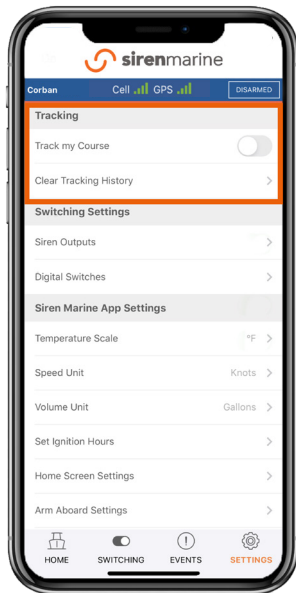 sirenmarine
Corban Cell GPS DISARMED
Tracking
Track my Course
Clear Tracking History
Switching Settings
Siren Outputs
Digital Switches
Siren Marine App Settings
Temperature Scale °F
Speed Unit Knots
Volume Unit Gallons
Set Ignition Hours
Home Screen Settings
Arm Aboard Settings
HOME SWITCHING EVENTS SETTINGS